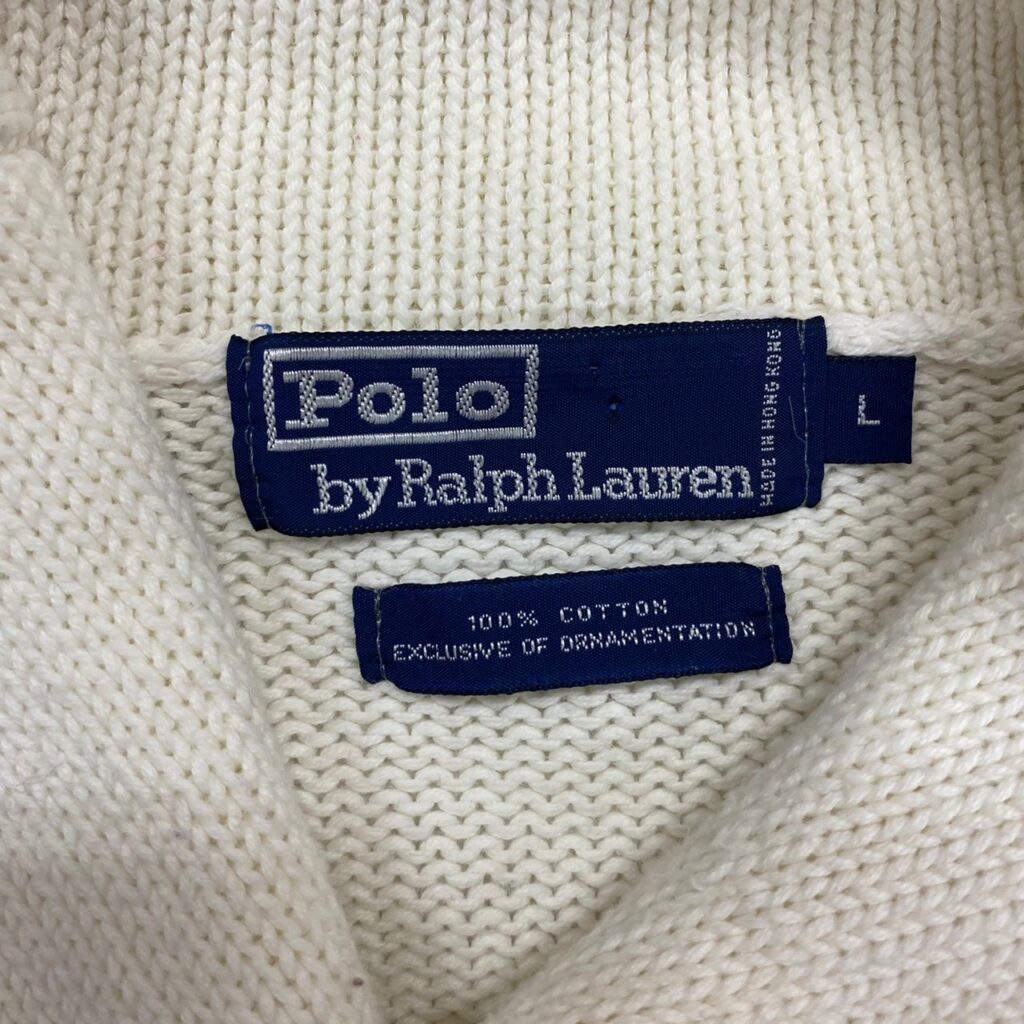 Polo
by Ralph Lauren
MADE IN HONG KONG
L
100% COTTON
EXCLUSIVE OF ORNAMENTATION